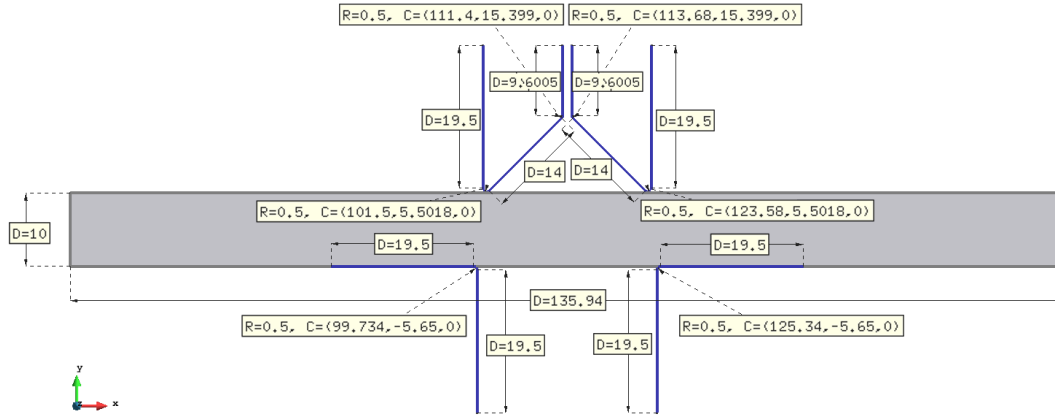 R=0.5, C=(111.4,15.399,0)
R=0.5, C=(113.68,15.399,0)
D=9.6005
D=9.6005
D=19.5
D=19.5
D=14
D=14
R=0.5, C=(101.5,5.5018,0)
R=0.5, C=(123.58,5.5018,0)
D=10
D=19.5
D=19.5
D=135.94
R=0.5, C=(99.734,-5.65,0)
R=0.5, C=(125.34,-5.65,0)
D=19.5
D=19.5
y
z
x